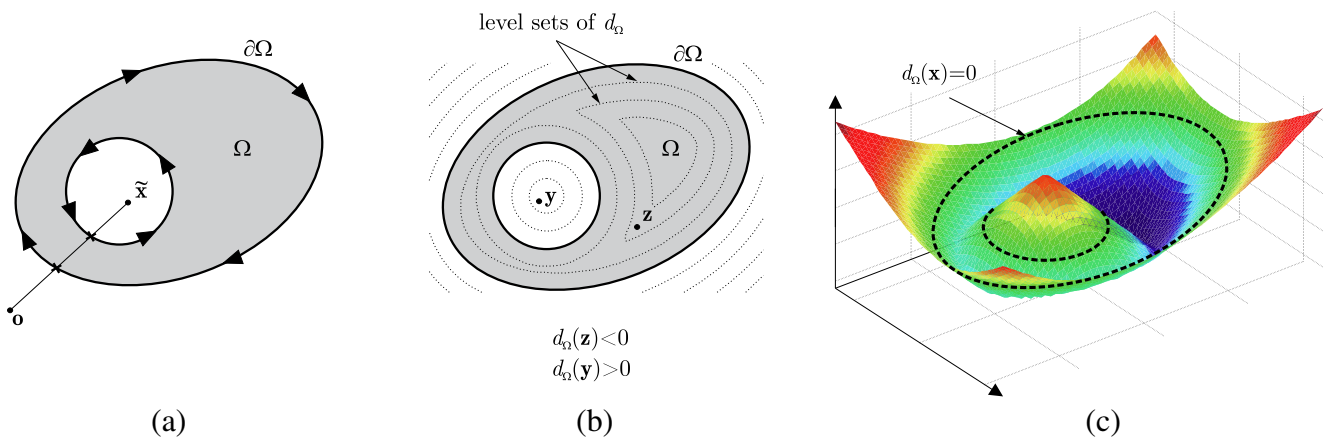 ∂Ω
Ω
x̃
o
(a)
level sets of d_Ω
∂Ω
Ω
y
z
d_Ω(z)<0
d_Ω(y)>0
(b)
d_Ω(x)=0
(c)